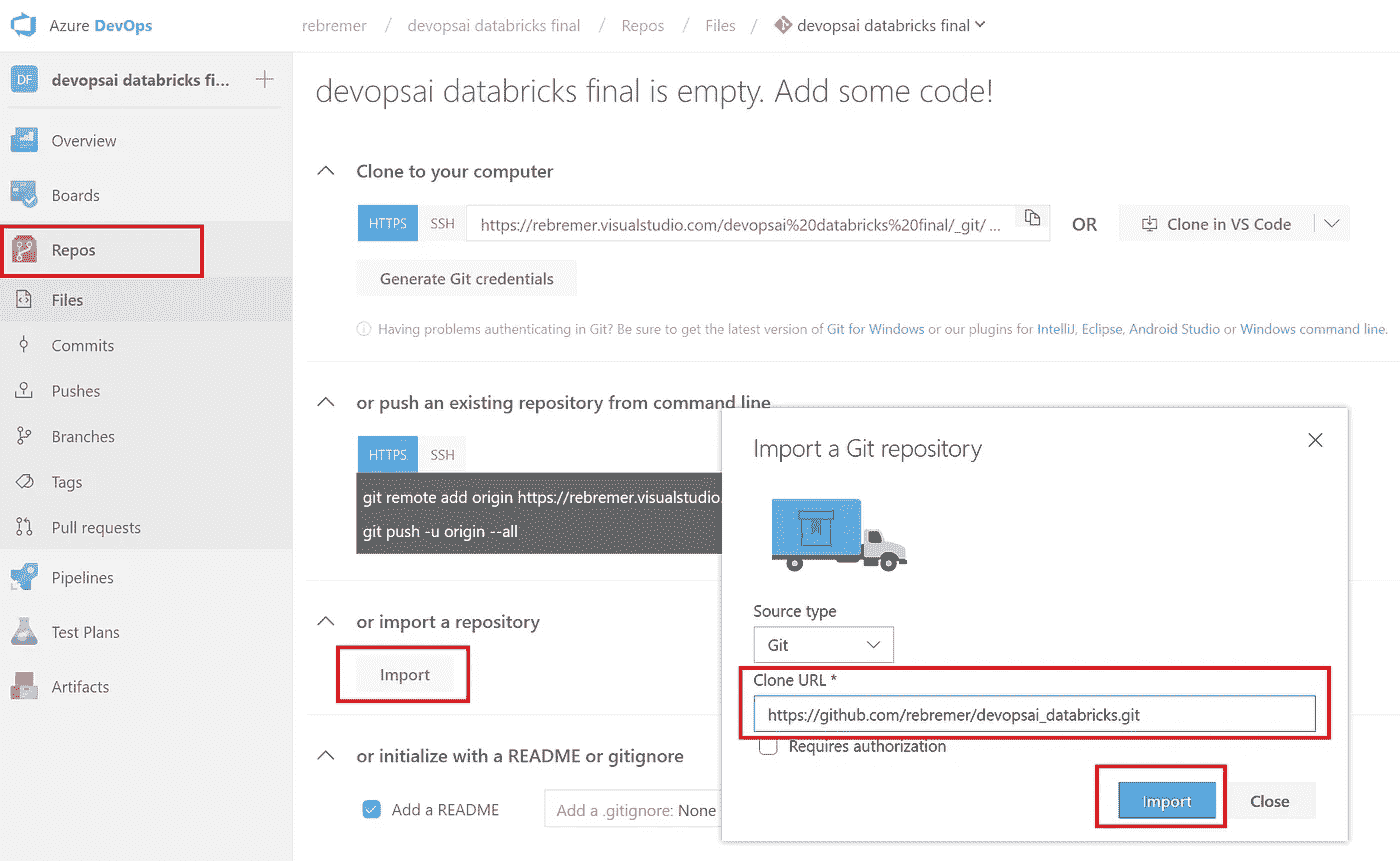 Azure DevOps
rebremer / devopsai databricks final / Repos / Files / devopsai databricks final
DF devopsai databricks fi...
Overview
Boards
Repos
Files
Commits
Pushes
Branches
Tags
Pull requests
Pipelines
Test Plans
Artifacts
devopsai databricks final is empty. Add some code!
Clone to your computer
HTTPS SSH https://rebremer.visualstudio.com/devopsai%20databricks%20final/_git/ ... OR Clone in VS Code
Generate Git credentials
Having problems authenticating in Git? Be sure to get the latest version of Git for Windows or our plugins for IntelliJ, Eclipse, Android Studio or Windows command line.
or push an existing repository from command line
HTTPS SSH
git remote add origin https://rebremer.visualstudio.
git push -u origin --all
or import a repository
Import
or initialize with a README or gitignore
Add a README Add a .gitignore: None
Import a Git repository
Source type
Git
Clone URL *
https://github.com/rebremer/devopsai_databricks.git
Requires authorization
Import Close